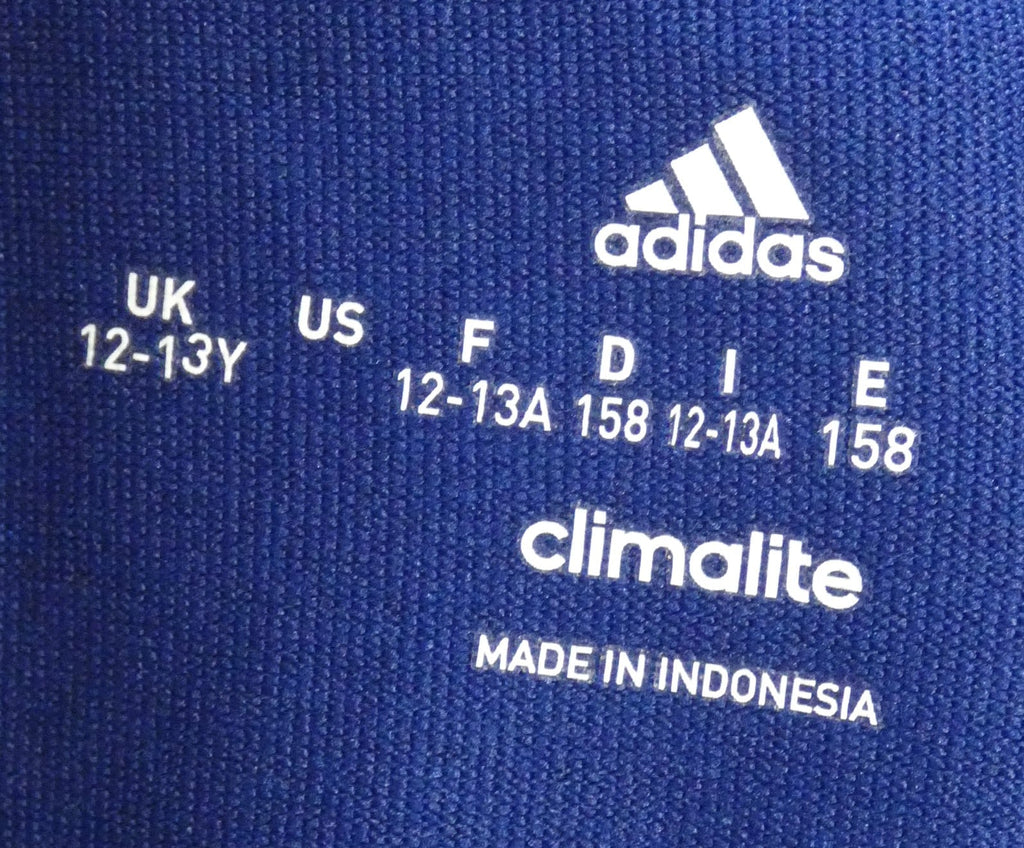 adidas
UK US F D I E
12-13Y 12-13A 158 12-13A 158
climalite
MADE IN INDONESIA